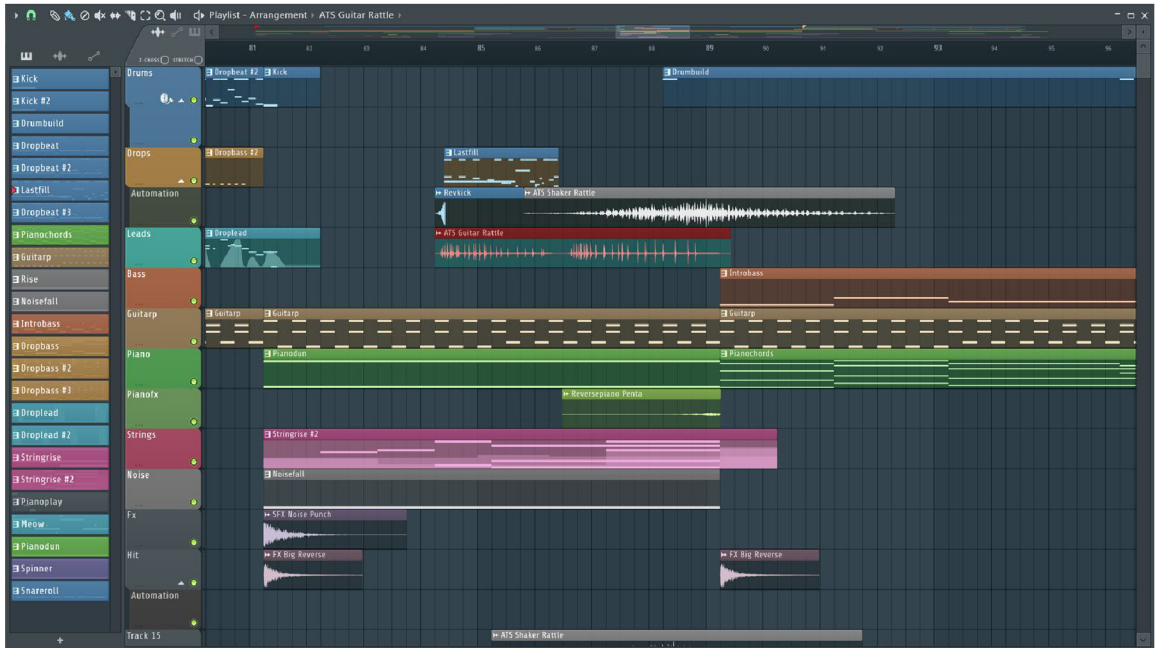 Playlist - Arrangement › ATS Guitar Rattle ›
Z-CROSS STRETCH
81 82 83 84 85 86 87 88 89 90 91 92 93 94 95 96
Kick
Kick #2
Drumbuild
Dropbeat
Dropbeat #2
Lastfill
Dropbeat #3
Pianochords
Guitarp
Rise
Noisefall
Introbass
Dropbass
Dropbass #2
Dropbass #3
Droplead
Droplead #2
Stringrise
Stringrise #2
Pianoplay
Meow
Pianodun
Spinner
Snareroll
+
Drums
Dropbeat #2 Kick Drumbuild
Drops
Dropbass #2 Lastfill
Automation
Revkick ATS Shaker Rattle
Leads
Droplead ATS Guitar Rattle
Bass
Introbass
Guitarp
Guitarp Guitarp Guitarp
Piano
Pianodun Pianochords
Pianofx
Reversepiano Penta
Strings
Stringrise #2
Noise
Noisefall
Fx
SFX Noise Punch
Hit
FX Big Reverse FX Big Reverse
Automation
Track 15
ATS Shaker Rattle